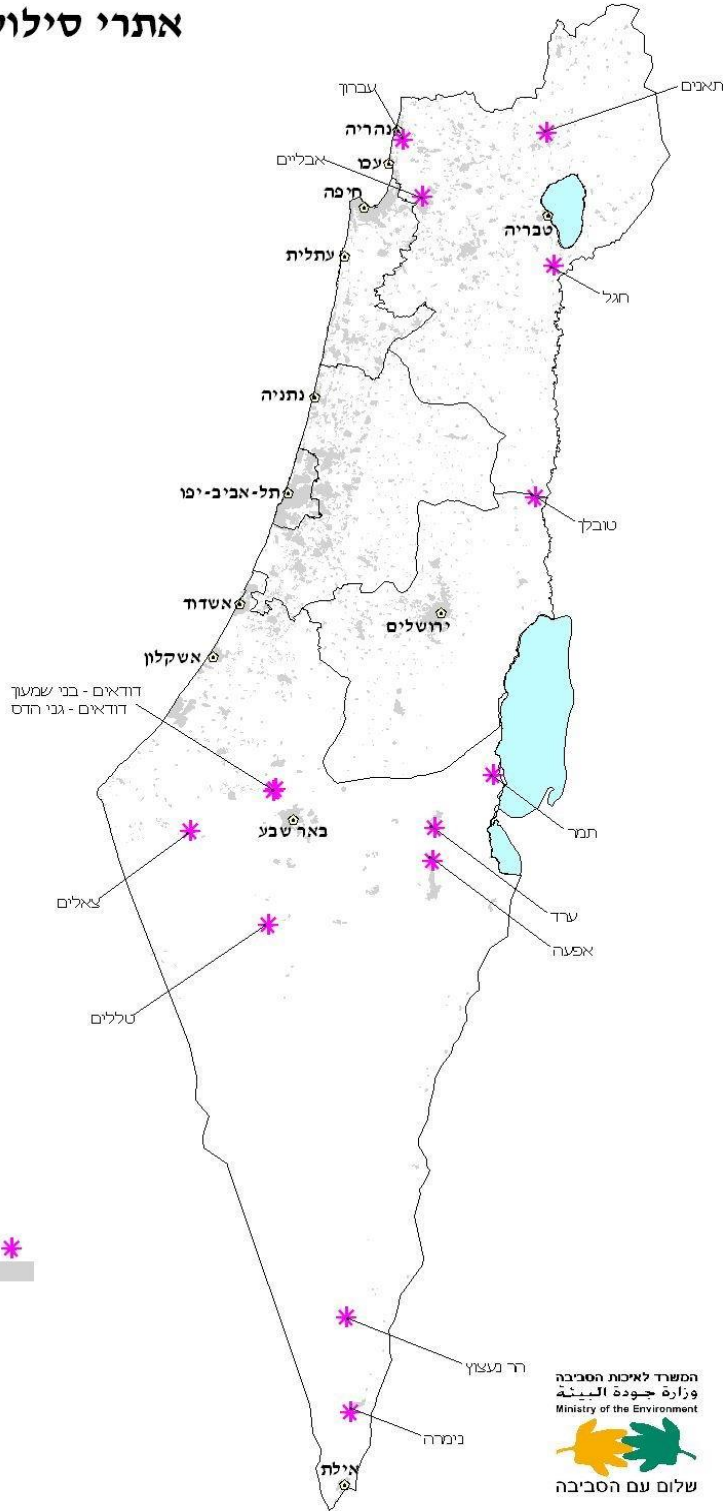 אתרי סילוק
עברון
תאנים
נהריה
עכו
אבליים
חיפה
טבריה
עתלית
חגל
נתניה
תל-אביב-יפו
טובלן
אשדוד
ירושלים
אשקלון
דודאים - בני שמעון
דודאים - גני הדס
תמר
באר שבע
צאלים
ערד
אפעה
טללים
הר נעצוץ
נימרה
אילת
המשרד לאיכות הסביבה
وزارة جودة البيئة
Ministry of the Environment
שלום עם הסביבה